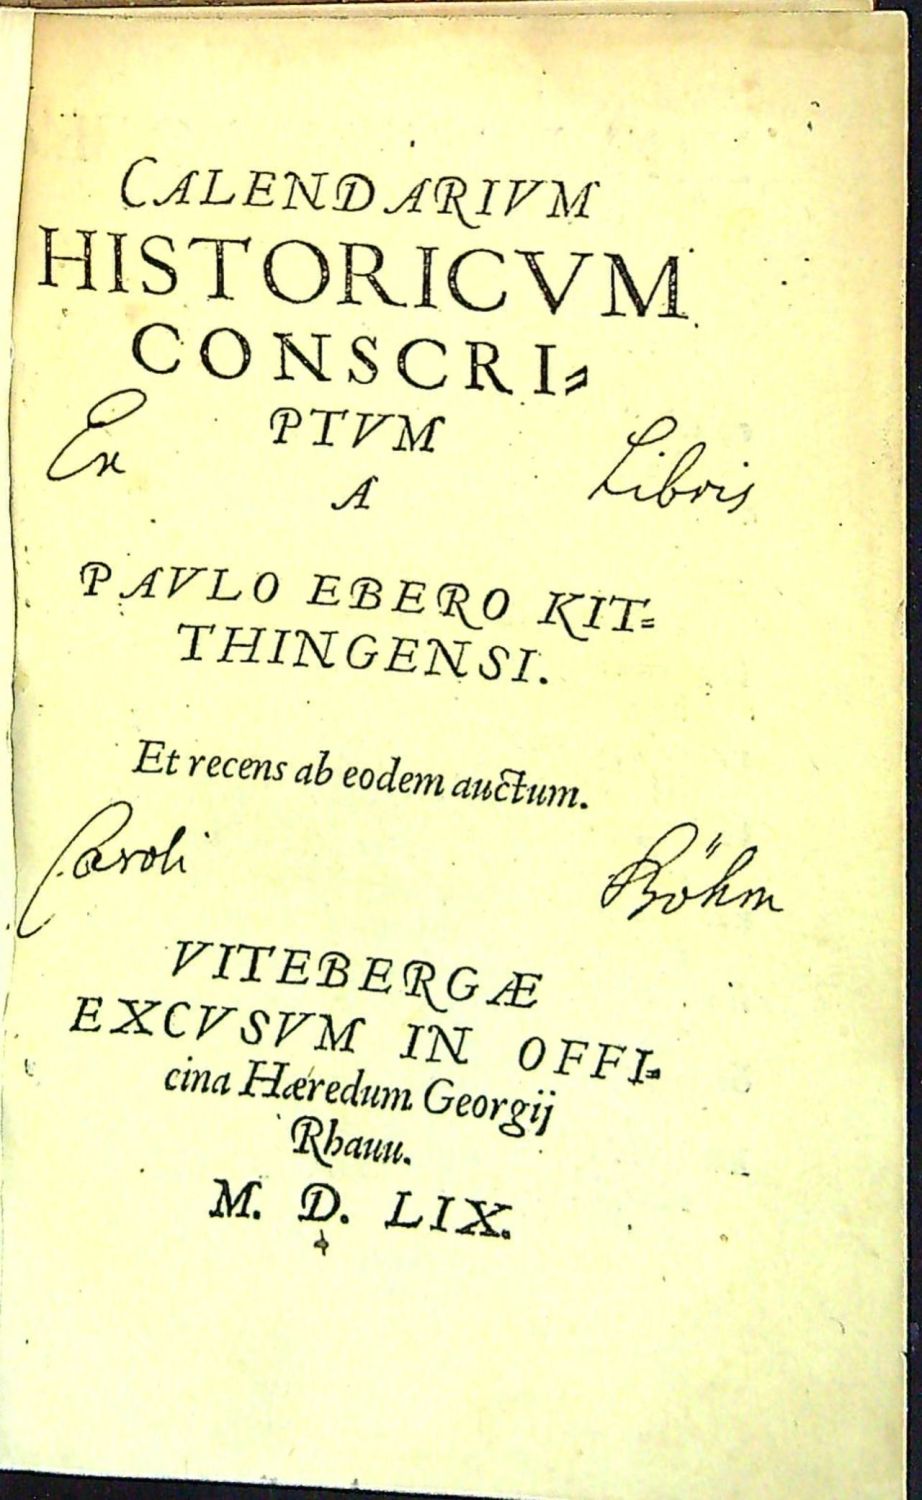 CALENDARIVM
HISTORICVM
CONSCRI⸗
PTVM
Ex Libris
A
PAVLO EBERO KIT⸗
THINGENSI.
Et recens ab eodem auctum.
Caroli Böhm
VITEBERGÆ
EXCVSVM IN OFFI⸗
cina Hæredum Georgij
Rhauu.
M. D. LIX.